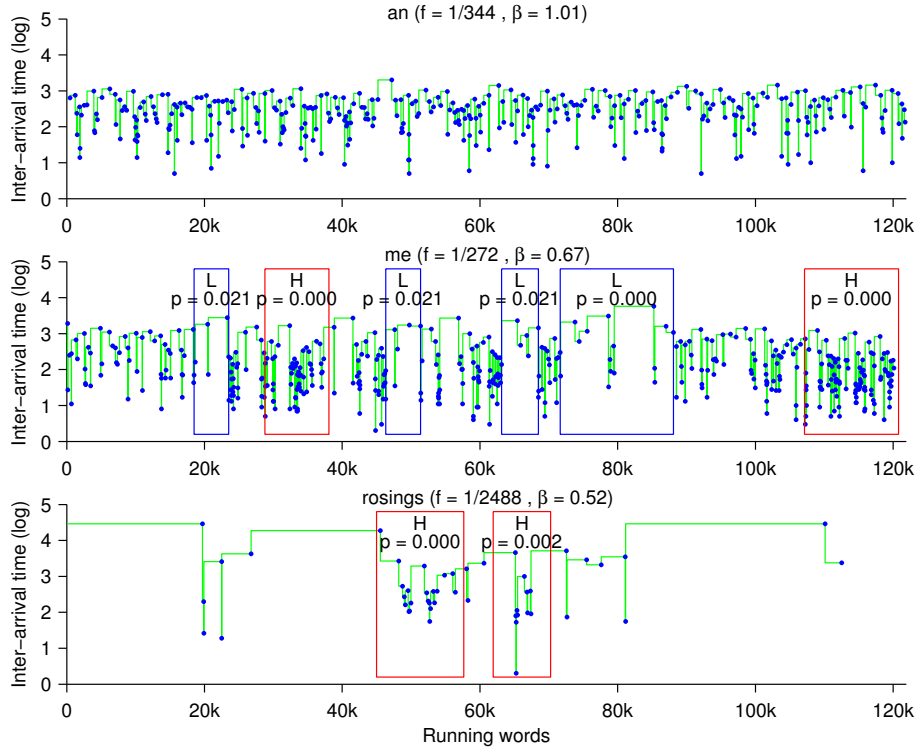 an (f = 1/344 , β = 1.01)
Inter−arrival time (log)
5
4
3
2
1
0
0 20k 40k 60k 80k 100k 120k
me (f = 1/272 , β = 0.67)
Inter−arrival time (log)
5
4
3
2
1
0
L H L L L H
p = 0.021 p = 0.000 p = 0.021 p = 0.021 p = 0.000 p = 0.000
0 20k 40k 60k 80k 100k 120k
rosings (f = 1/2488 , β = 0.52)
Inter−arrival time (log)
5
4
3
2
1
0
H H
p = 0.000 p = 0.002
0 20k 40k 60k 80k 100k 120k
Running words